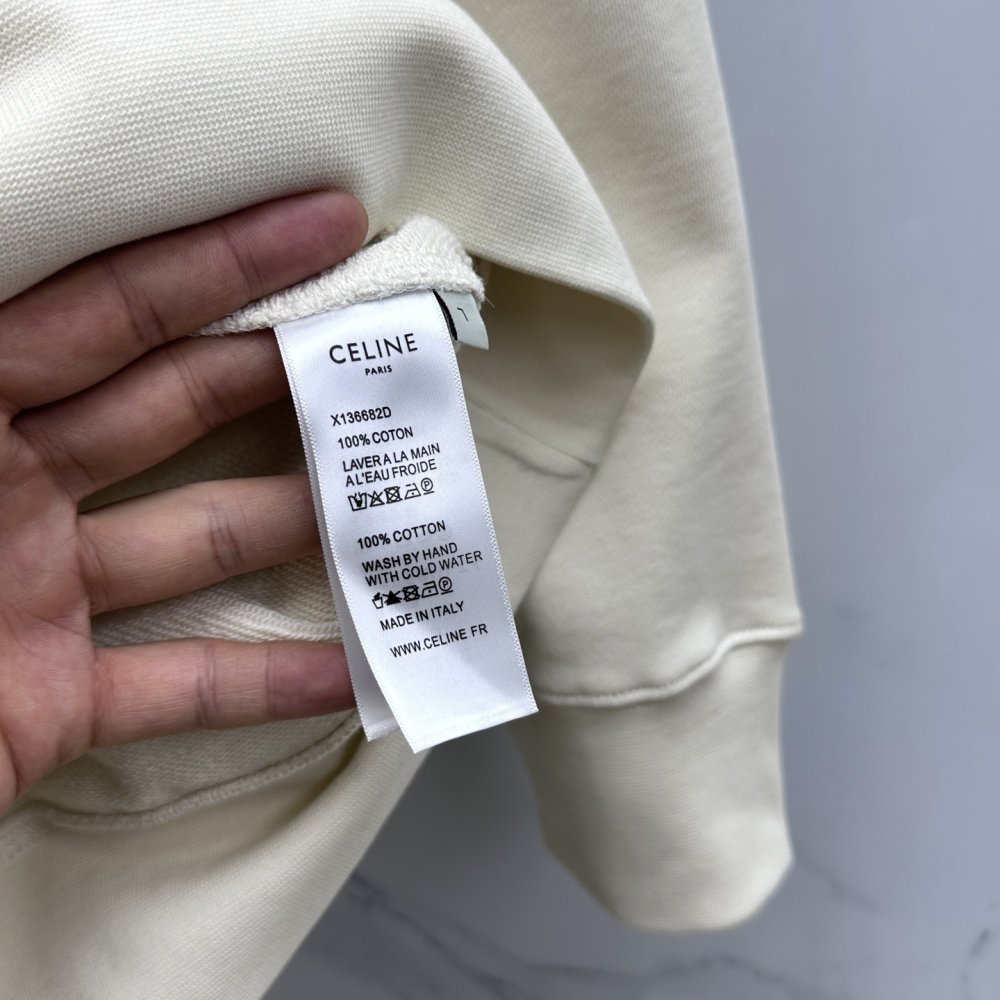 CELINE
PARIS
X136682D
100% COTON
LAVER A LA MAIN
A L'EAU FROIDE
100% COTTON
WASH BY HAND
WITH COLD WATER
MADE IN ITALY
WWW.CELINE FR